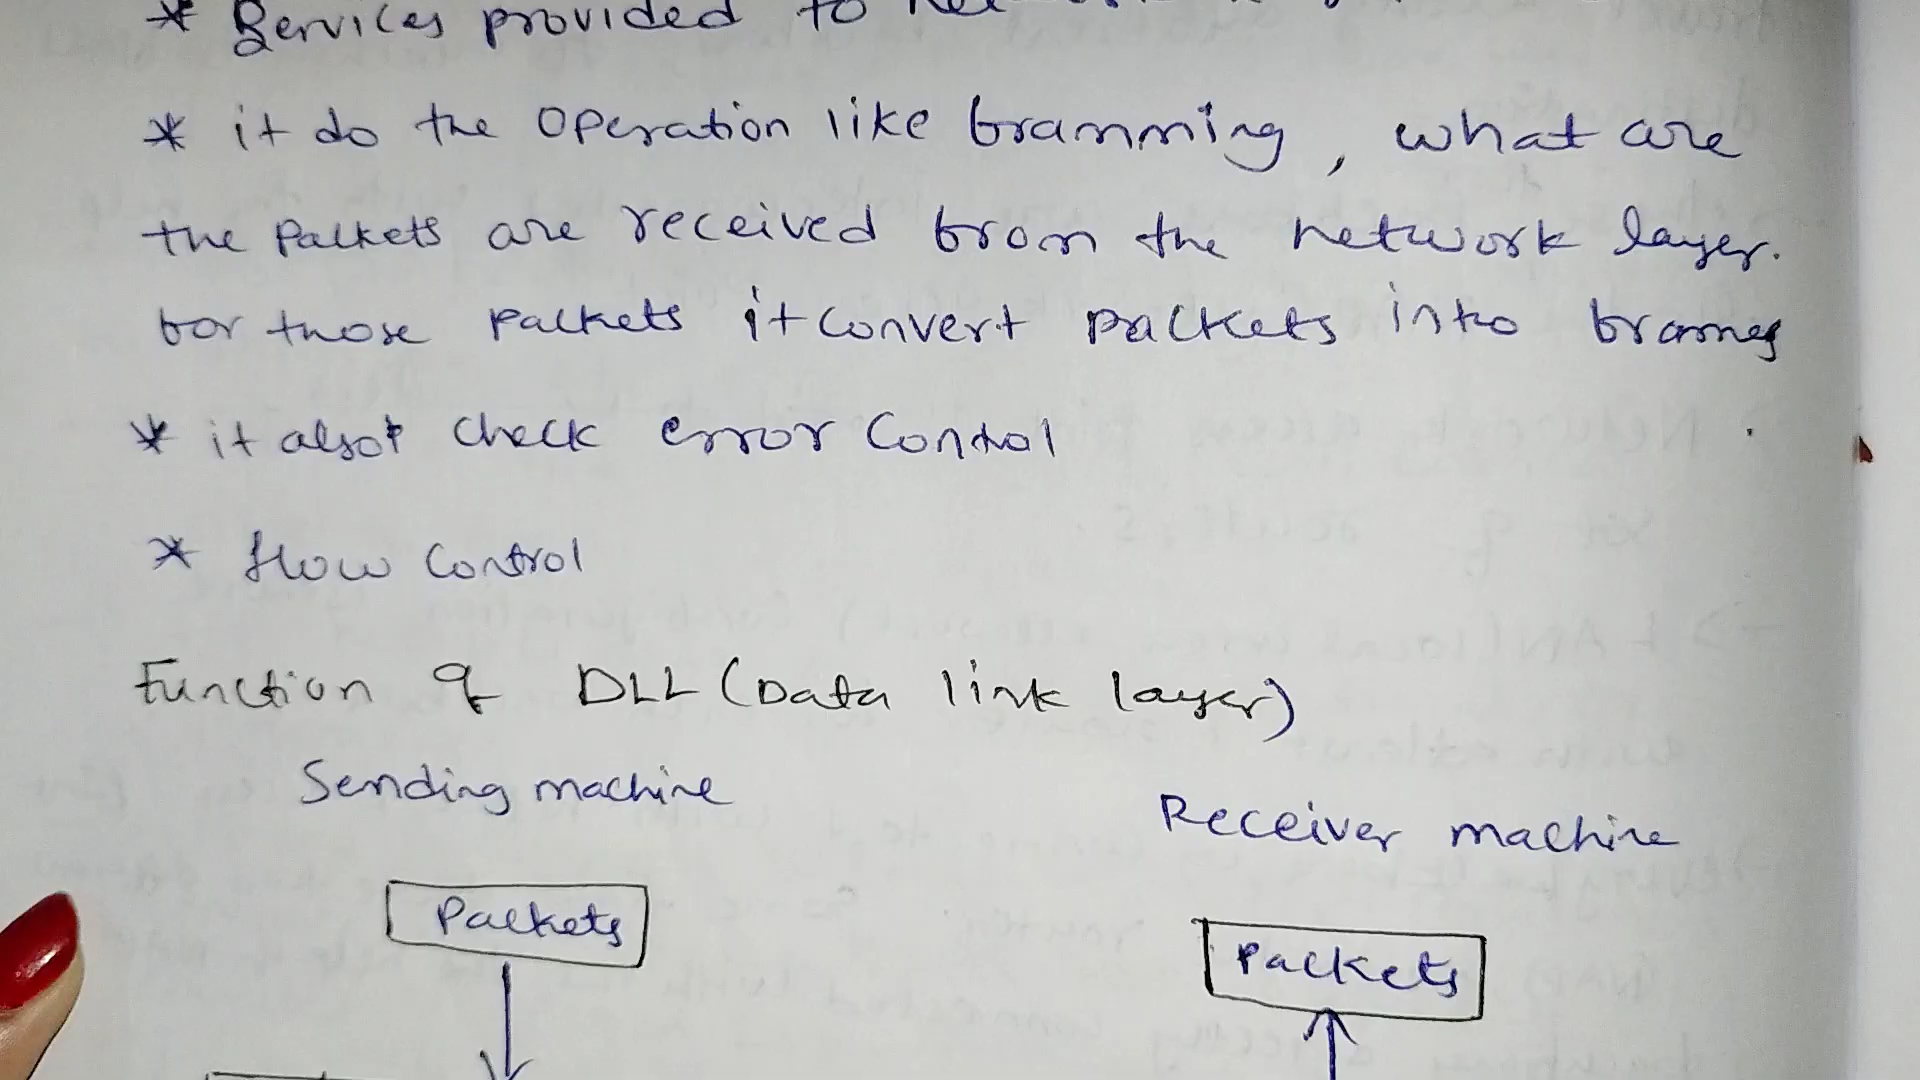 * Services provided to
* it do the operation like framming, what are
the Packets are received from the network layer.
for those packets it convert packets into frames
* it also check error control
* flow control
Function of DLL (Data link layer)
Sending machine
Receiver machine
Packets
Packets